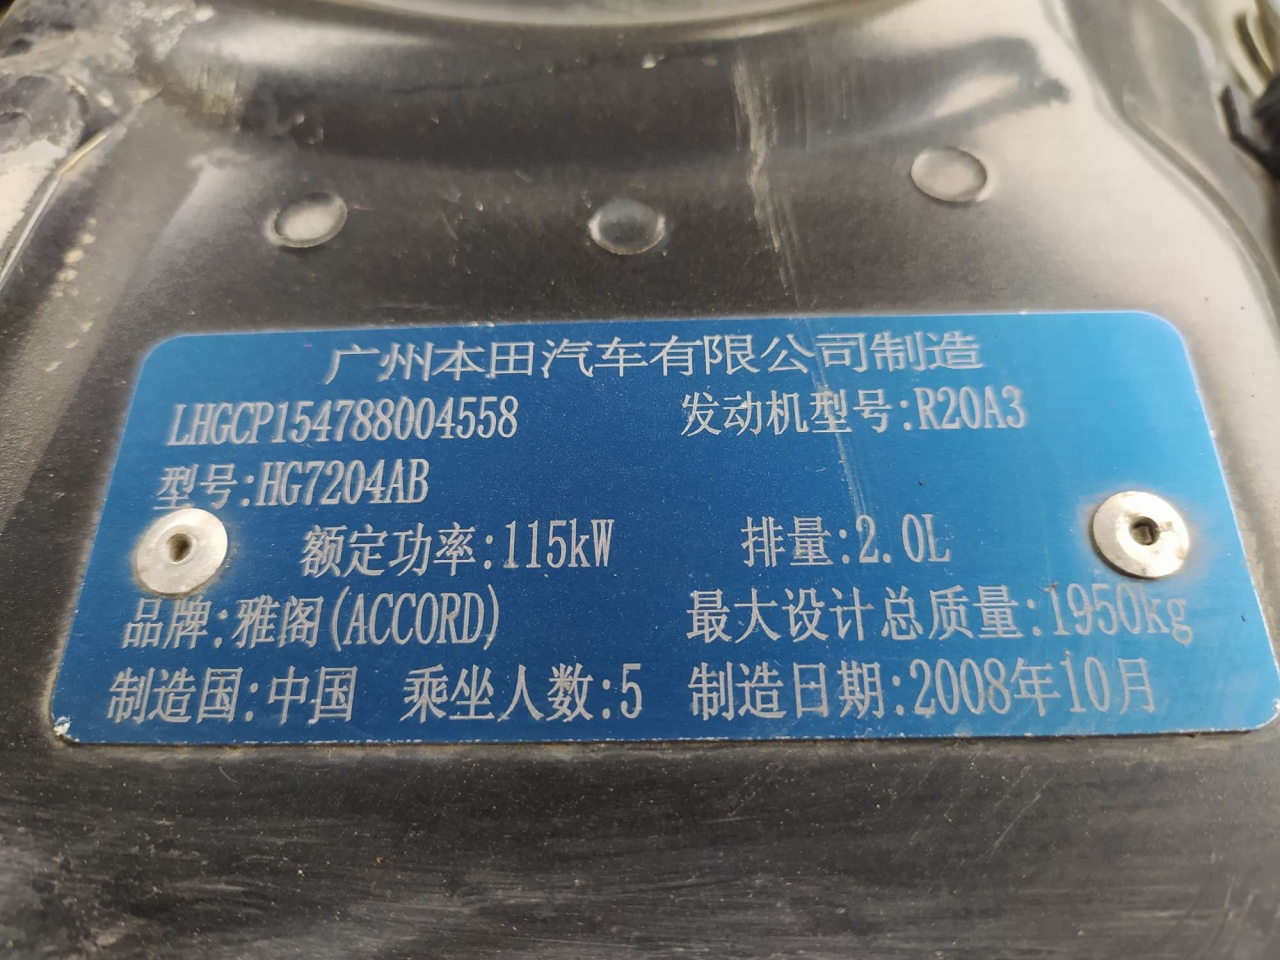 广州本田汽车有限公司制造
LHGCP154788004558 发动机型号:R20A3
型号:HG7204AB
额定功率:115kW 排量:2.0L
品牌:雅阁(ACCORD) 最大设计总质量:1950kg
制造国:中国 乘坐人数:5 制造日期:2008年10月